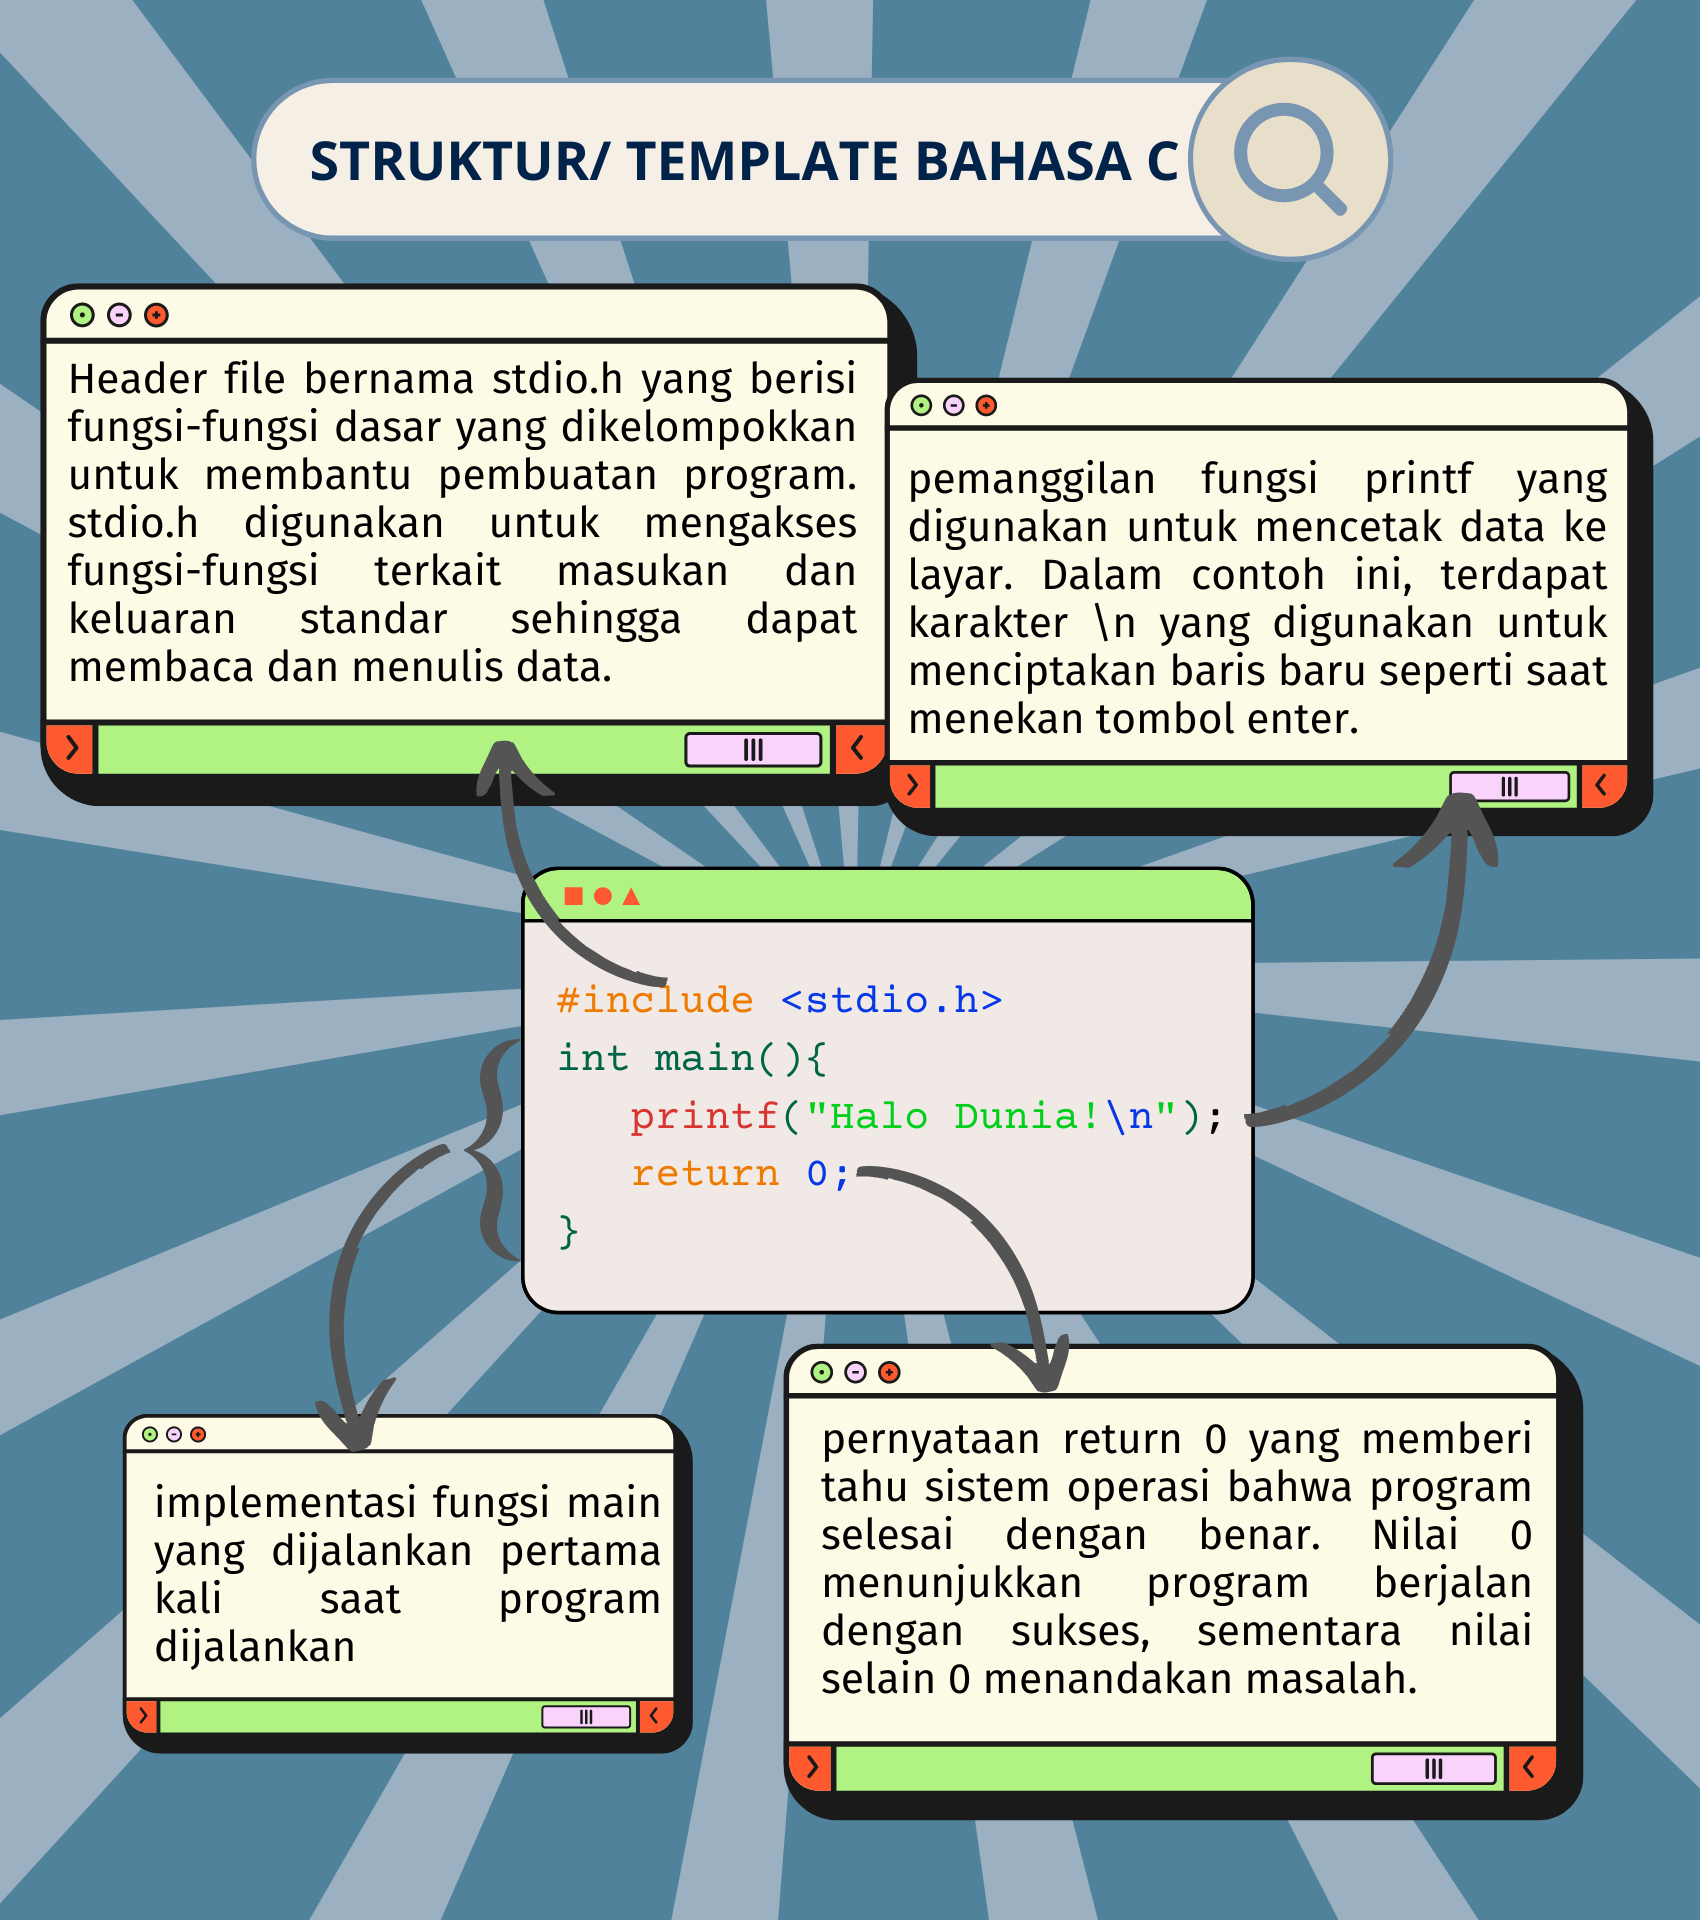 STRUKTUR/ TEMPLATE BAHASA C
Header file bernama stdio.h yang berisi
fungsi-fungsi dasar yang dikelompokkan
untuk membantu pembuatan program.
stdio.h digunakan untuk mengakses
fungsi-fungsi terkait masukan dan
keluaran standar sehingga dapat
membaca dan menulis data.
pemanggilan fungsi printf yang
digunakan untuk mencetak data ke
layar. Dalam contoh ini, terdapat
karakter \n yang digunakan untuk
menciptakan baris baru seperti saat
menekan tombol enter.
#include <stdio.h>
int main(){
printf("Halo Dunia!\n");
return 0;
}
implementasi fungsi main
yang dijalankan pertama
kali saat program
dijalankan
pernyataan return 0 yang memberi
tahu sistem operasi bahwa program
selesai dengan benar. Nilai 0
menunjukkan program berjalan
dengan sukses, sementara nilai
selain 0 menandakan masalah.